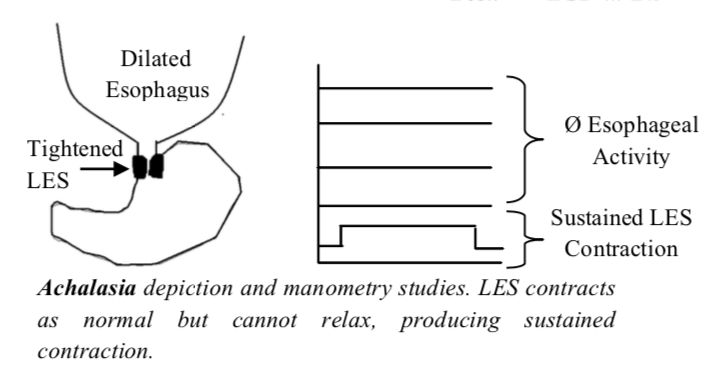 Dilated
Esophagus
Tightened
LES
Ø Esophageal
Activity
Sustained LES
Contraction
Achalasia depiction and manometry studies. LES contracts
as normal but cannot relax, producing sustained
contraction.